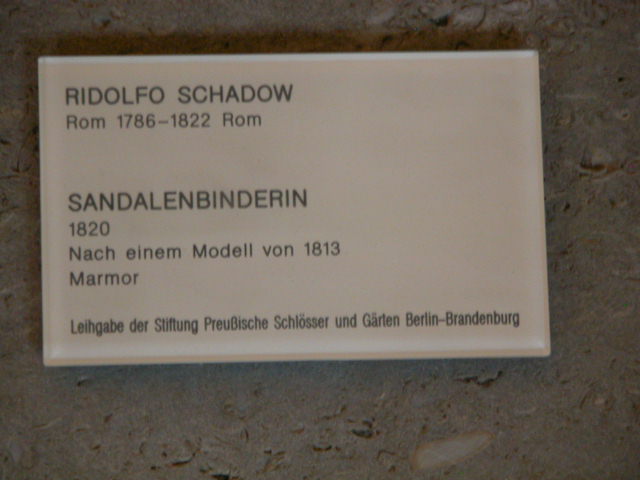 RIDOLFO SCHADOW
Rom 1786–1822 Rom
SANDALENBINDERIN
1820
Nach einem Modell von 1813
Marmor
Leihgabe der Stiftung Preußische Schlösser und Gärten Berlin–Brandenburg